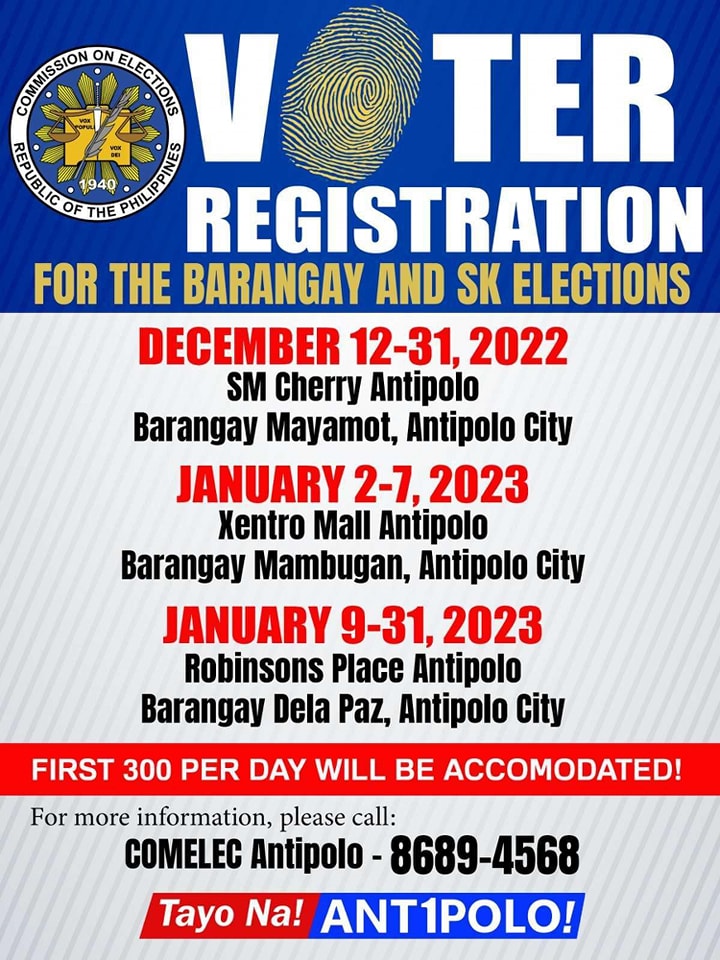 COMMISSION ON ELECTIONS
REPUBLIC OF THE PHILIPPINES
VOX POPULI
VOX DEI
1940
V TER
REGISTRATION
FOR THE BARANGAY AND SK ELECTIONS
DECEMBER 12-31, 2022
SM Cherry Antipolo
Barangay Mayamot, Antipolo City
JANUARY 2-7, 2023
Xentro Mall Antipolo
Barangay Mambugan, Antipolo City
JANUARY 9-31, 2023
Robinsons Place Antipolo
Barangay Dela Paz, Antipolo City
FIRST 300 PER DAY WILL BE ACCOMODATED!
For more information, please call:
COMELEC Antipolo - 8689-4568
Tayo Na! ANT1POLO!